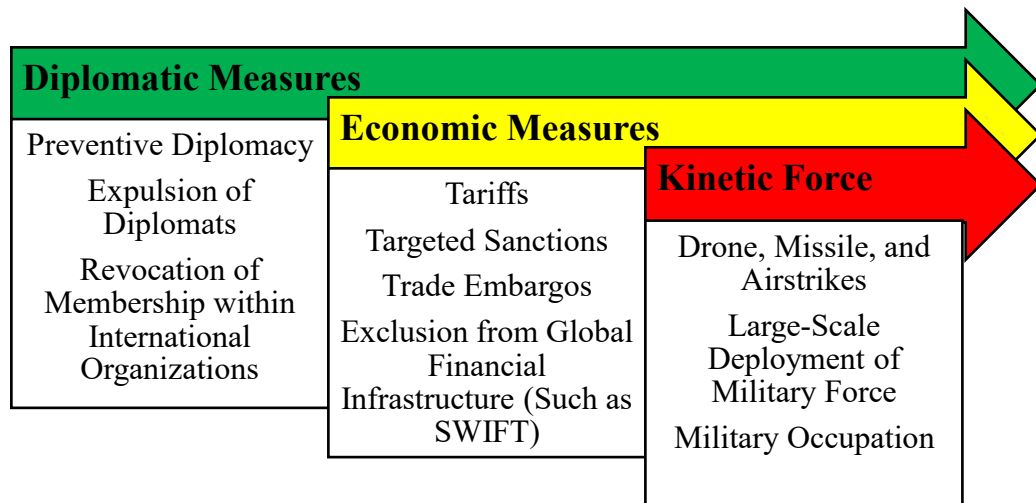 Diplomatic Measures
Preventive Diplomacy
Expulsion of
Diplomats
Revocation of
Membership within
International
Organizations
Economic Measures
Tariffs
Targeted Sanctions
Trade Embargos
Exclusion from Global
Financial
Infrastructure (Such as
SWIFT)
Kinetic Force
Drone, Missile, and
Airstrikes
Large-Scale
Deployment of
Military Force
Military Occupation